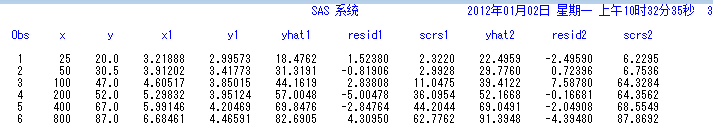 SAS 系统 2012年01月02日 星期一 上午10时32分35秒 3
Obs x y x1 y1 yhat1 resid1 scrs1 yhat2 resid2 scrs2
1 25 20.0 3.21888 2.99573 18.4762 1.52380 2.3220 22.4959 -2.49590 6.2295
2 50 30.5 3.91202 3.41773 31.3191 -0.81906 2.9928 29.7760 0.72396 6.7536
3 100 47.0 4.60517 3.85015 44.1619 2.83808 11.0475 39.4122 7.58780 64.3284
4 200 52.0 5.29832 3.95124 57.0048 -5.00478 36.0954 52.1668 -0.16681 64.3562
5 400 67.0 5.99146 4.20469 69.8476 -2.84764 44.2044 69.0491 -2.04908 68.5549
6 800 87.0 6.68461 4.46591 82.6905 4.30950 62.7762 91.3948 -4.39480 87.8692